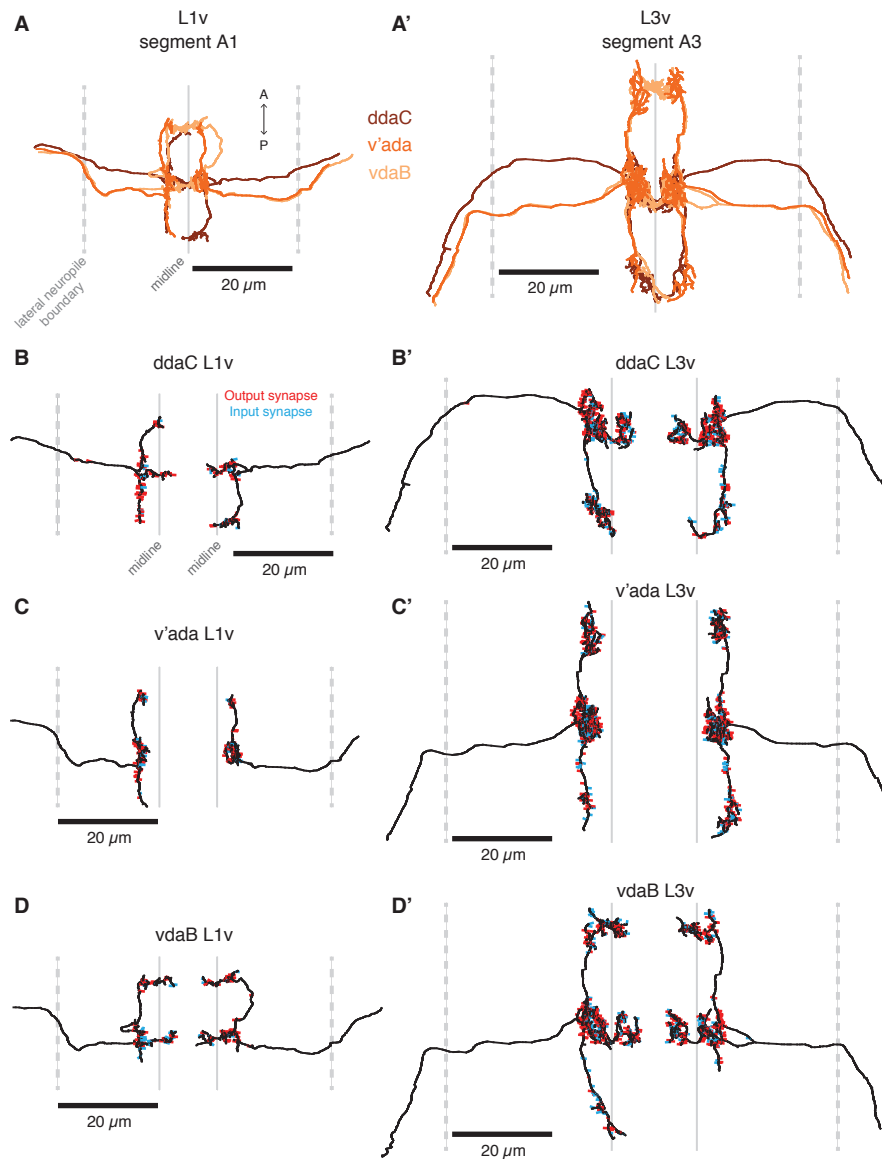 A
L1v
segment A1
A
P
lateral neuropile
boundary
midline
20 µm
A'
L3v
segment A3
ddaC
v'ada
vdaB
20 µm
B
ddaC L1v
Output synapse
Input synapse
midline
midline
20 µm
B'
ddaC L3v
20 µm
C
v'ada L1v
20 µm
C'
v'ada L3v
20 µm
D
vdaB L1v
20 µm
D'
vdaB L3v
20 µm